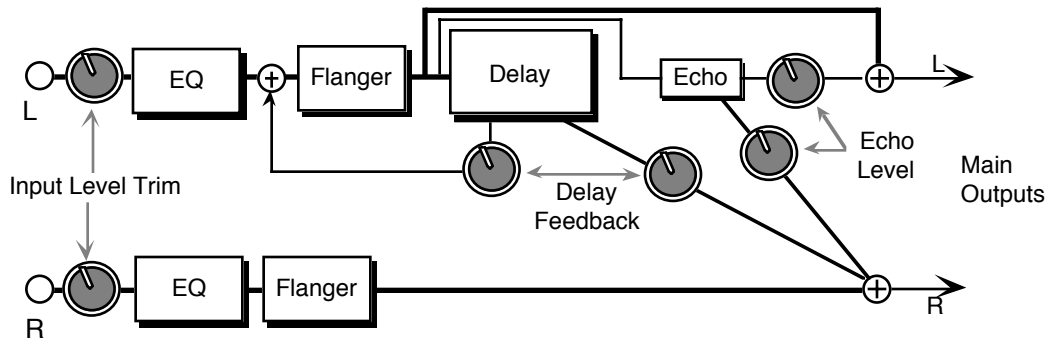 L
EQ
Flanger
Delay
Echo
L
Input Level Trim
Delay
Feedback
Echo
Level
Main
Outputs
R
EQ
Flanger
R